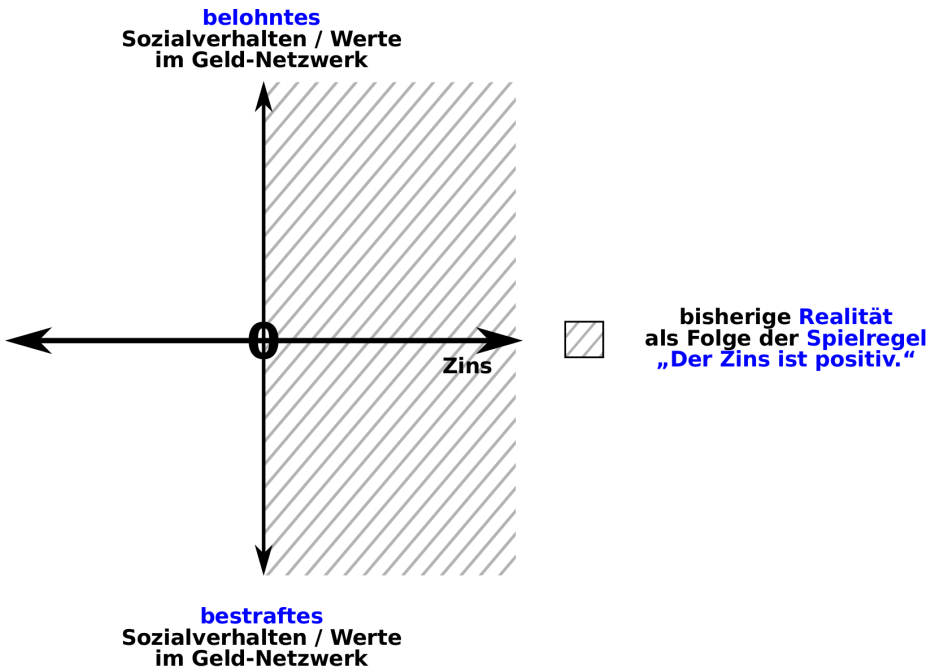 belohntes
Sozialverhalten / Werte
im Geld-Netzwerk
0
Zins
bisherige Realität
als Folge der Spielregel
„Der Zins ist positiv.“
bestraftes
Sozialverhalten / Werte
im Geld-Netzwerk